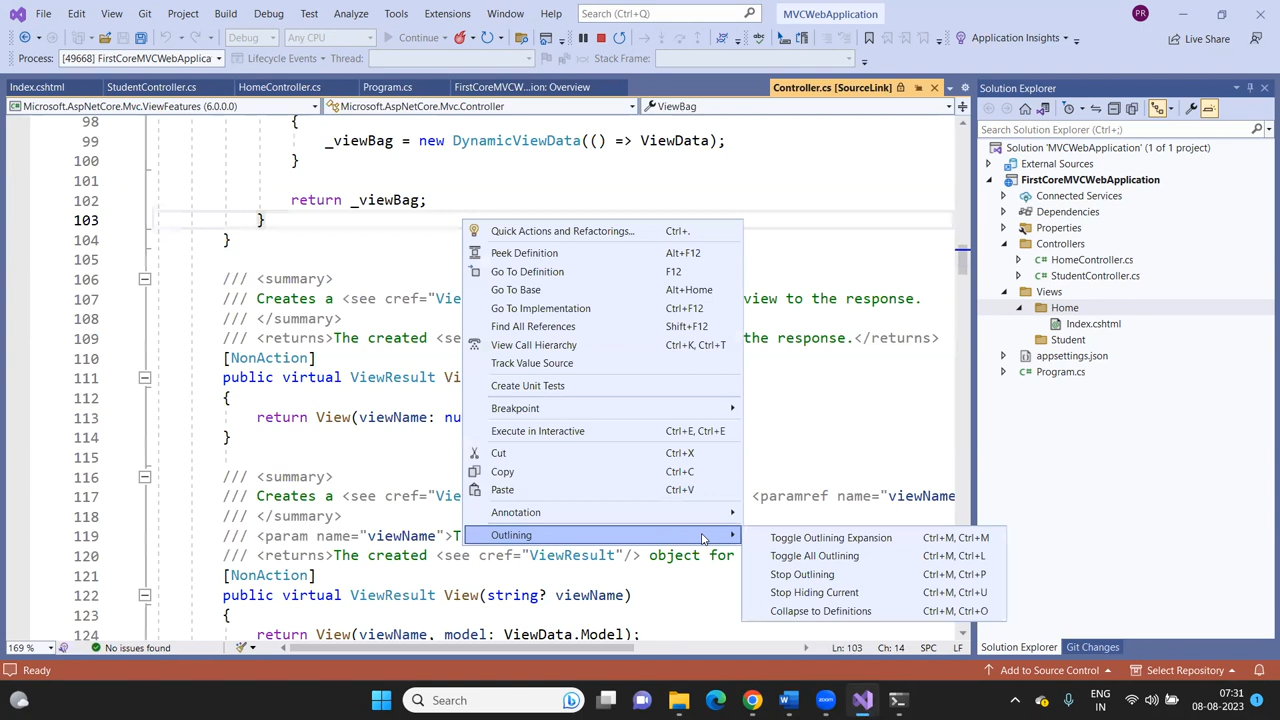 File Edit View Git Project Build Debug Test Analyze Tools Extensions Window Help Search (Ctrl+Q) MVCWebApplication PR
Debug Any CPU Continue Application Insights Live Share
Process: [49668] FirstCoreMVCWebApplica Lifecycle Events Thread: Stack Frame:
Index.cshtml StudentController.cs HomeController.cs Program.cs FirstCoreMVCW...ion: Overview Controller.cs [SourceLink]
Microsoft.AspNetCore.Mvc.ViewFeatures (6.0.0.0) Microsoft.AspNetCore.Mvc.Controller ViewBag
98 {
99 _viewBag = new DynamicViewData(() => ViewData);
100 }
101
102 return _viewBag;
103 }
104 }
105
106 /// <summary>
107 /// Creates a <see cref="Vie view to the response.
108 /// </summary>
109 /// <returns>The created <se the response.</returns>
110 [NonAction]
111 public virtual ViewResult Vi
112 {
113 return View(viewName: nu
114 }
115
116 /// <summary>
117 /// Creates a <see cref="Vie <paramref name="viewName
118 /// </summary>
119 /// <param name="viewName">T
120 /// <returns>The created <see cref="ViewResult"/> object for
121 [NonAction]
122 public virtual ViewResult View(string? viewName)
123 {
124 return View(viewName, model: ViewData.Model);
Quick Actions and Refactorings... Ctrl+.
Peek Definition Alt+F12
Go To Definition F12
Go To Base Alt+Home
Go To Implementation Ctrl+F12
Find All References Shift+F12
View Call Hierarchy Ctrl+K, Ctrl+T
Track Value Source
Create Unit Tests
Breakpoint
Execute in Interactive Ctrl+E, Ctrl+E
Cut Ctrl+X
Copy Ctrl+C
Paste Ctrl+V
Annotation
Outlining
Toggle Outlining Expansion Ctrl+M, Ctrl+M
Toggle All Outlining Ctrl+M, Ctrl+L
Stop Outlining Ctrl+M, Ctrl+P
Stop Hiding Current Ctrl+M, Ctrl+U
Collapse to Definitions Ctrl+M, Ctrl+O
Solution Explorer
Search Solution Explorer (Ctrl+;)
Solution 'MVCWebApplication' (1 of 1 project)
External Sources
FirstCoreMVCWebApplication
Connected Services
Dependencies
Properties
Controllers
C# HomeController.cs
C# StudentController.cs
Views
Home
Index.cshtml
Student
appsettings.json
C# Program.cs
169 % No issues found Ln: 103 Ch: 14 SPC LF
Solution Explorer Git Changes
Ready Add to Source Control Select Repository
Search ENG IN 07:31 08-08-2023